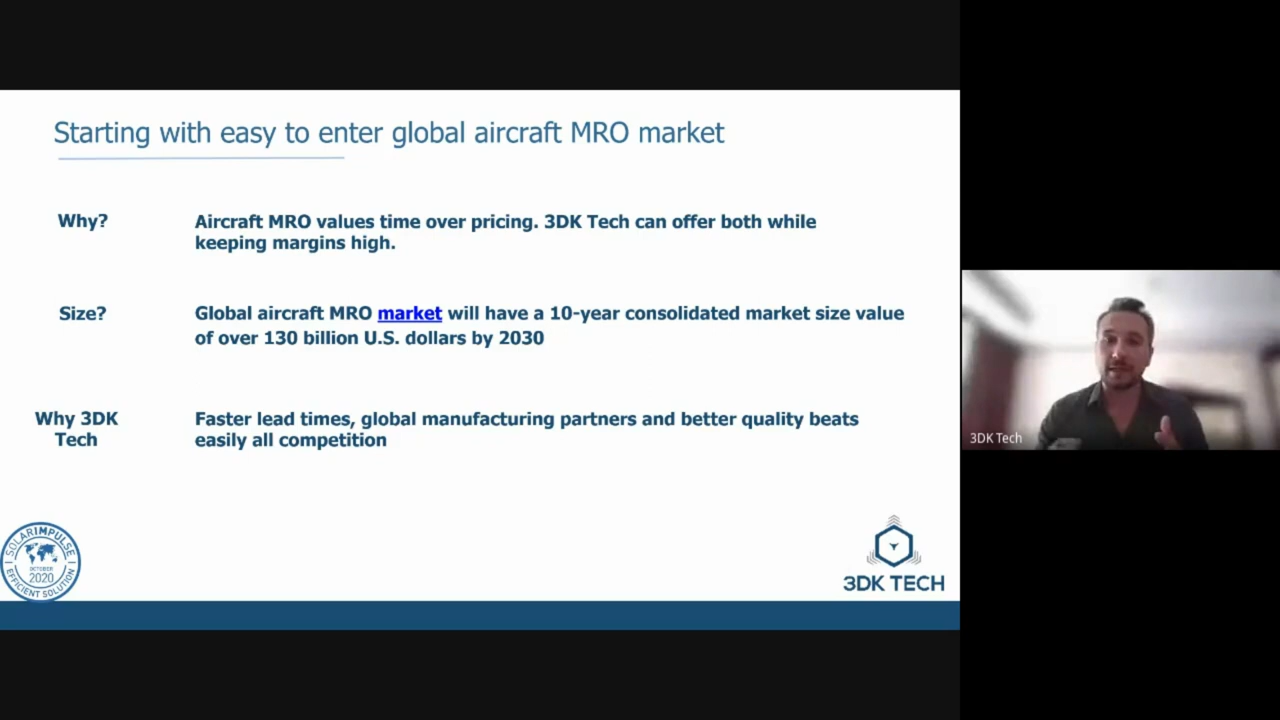 Starting with easy to enter global aircraft MRO market
Why?
Aircraft MRO values time over pricing. 3DK Tech can offer both while
keeping margins high.
Size?
Global aircraft MRO market will have a 10-year consolidated market size value
of over 130 billion U.S. dollars by 2030
Why 3DK
Tech
Faster lead times, global manufacturing partners and better quality beats
easily all competition
SOLARIMPULSE
OCTOBER
2020
EFFICIENT SOLUTION
3DK TECH
3DK Tech